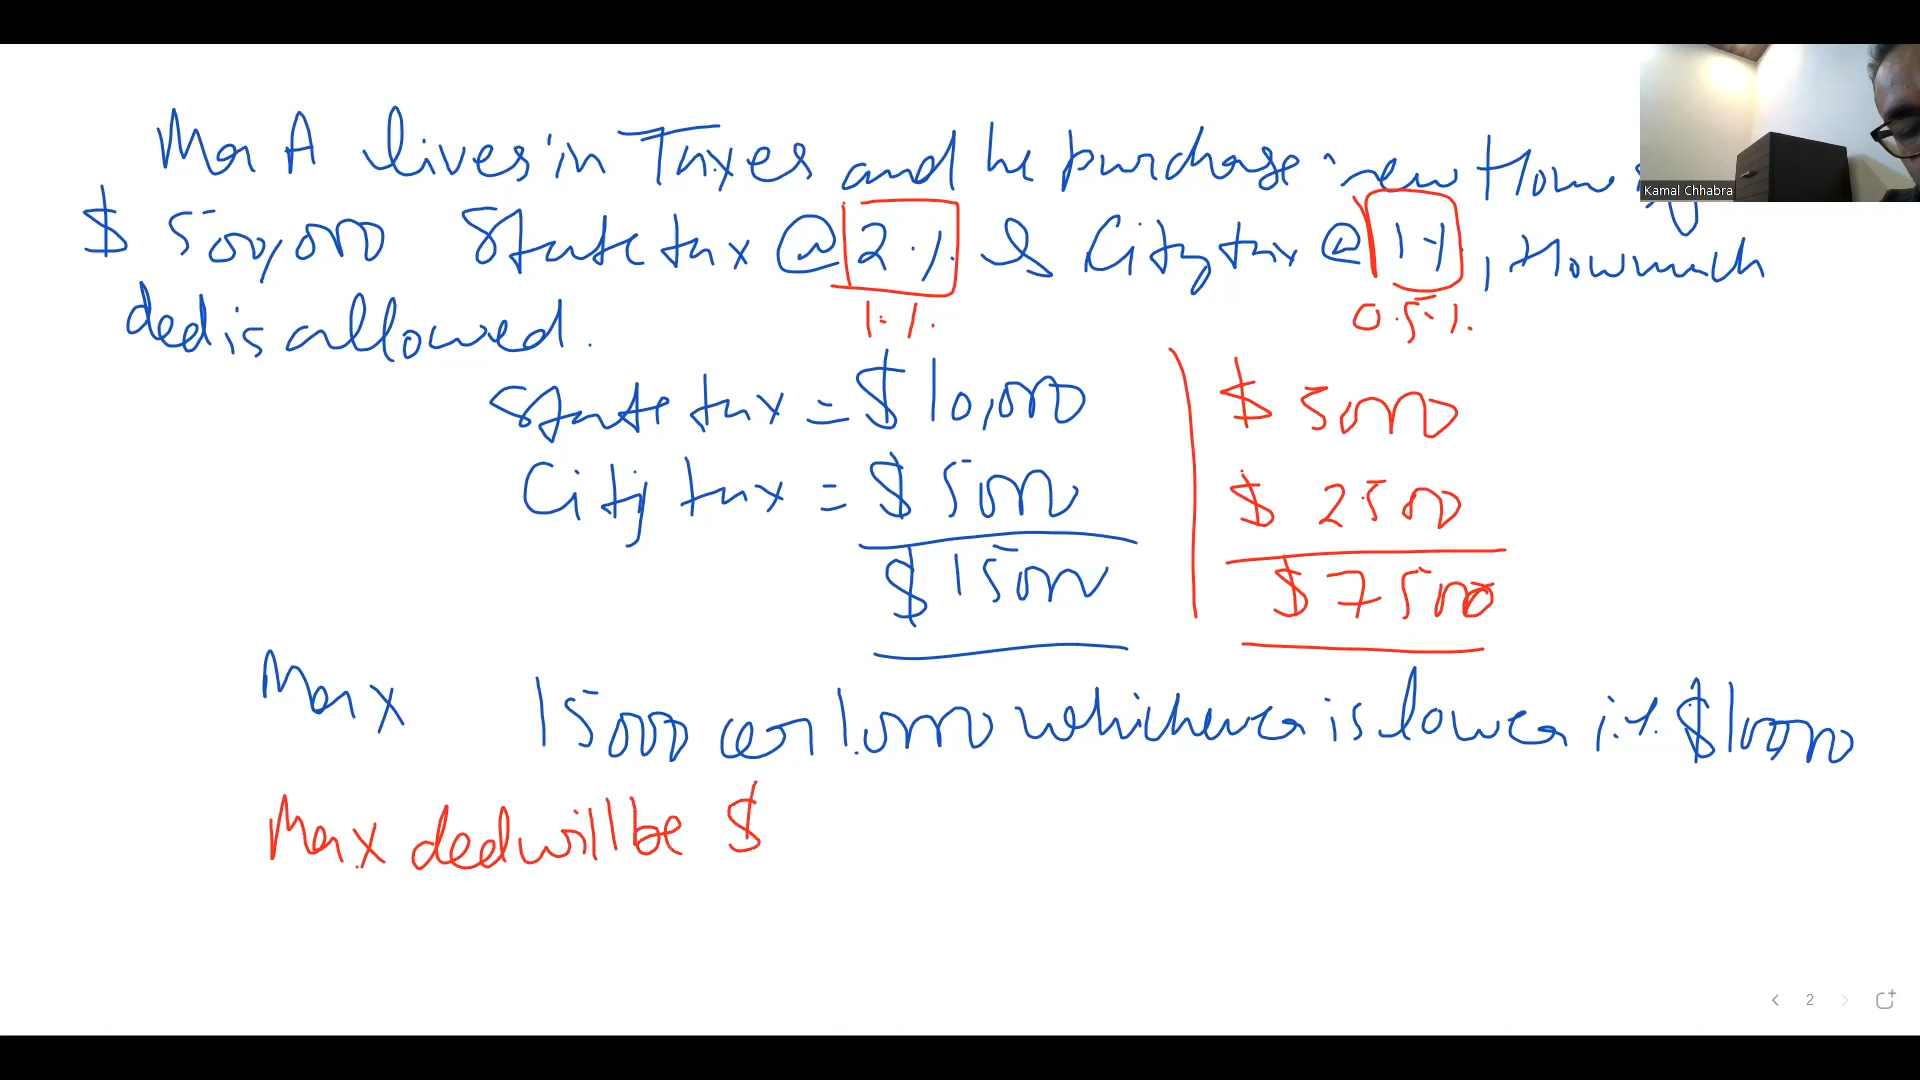 Mr A lives in Texes and he purchase new Home
$ 500,000 State tax @ 2% & City tax @ 1%, How much
1% 0.5%
ded is allowed.
State tax = $ 10,000 $ 5000
City tax = $ 5000 $ 2500
$ 15000 $ 7500
Max 15000 or 10000 whichever is lower i.e. $ 10000
Max ded will be $
Kamal Chhabra
2